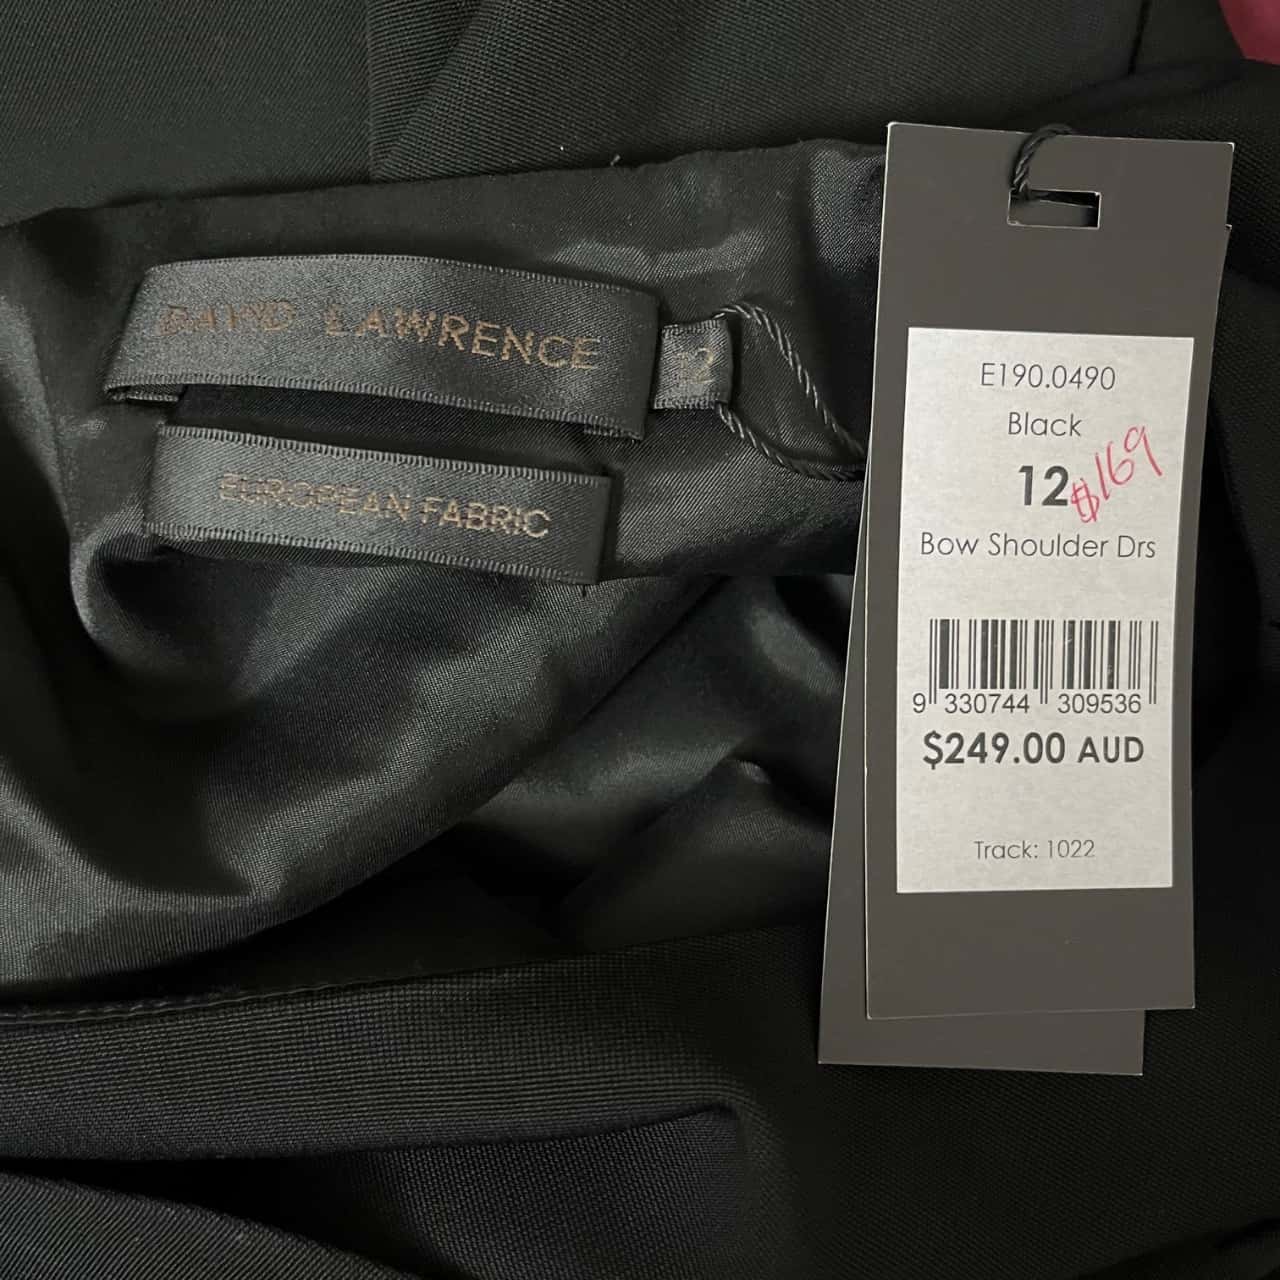 DAVID LAWRENCE
12
EUROPEAN FABRIC
E190.0490
Black
12
$169
Bow Shoulder Drs
9 330744 309536
$249.00 AUD
Track: 1022